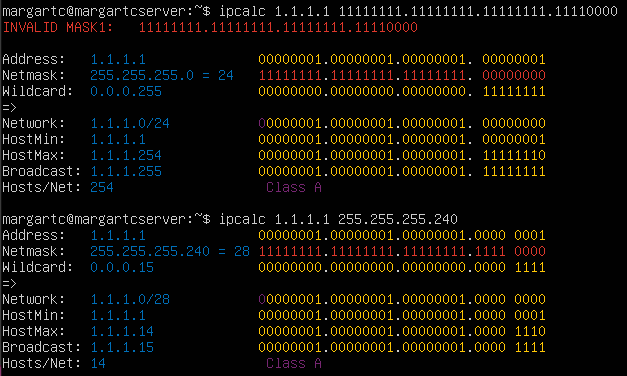 margartc@margartcserver:~$ ipcalc 1.1.1.1 11111111.11111111.11111111.11110000
INVALID MASK1:   11111111.11111111.11111111.11110000

Address:   1.1.1.1              00000001.00000001.00000001. 00000001
Netmask:   255.255.255.0 = 24   11111111.11111111.11111111. 00000000
Wildcard:  0.0.0.255            00000000.00000000.00000000. 11111111
=>
Network:   1.1.1.0/24           00000001.00000001.00000001. 00000000
HostMin:   1.1.1.1              00000001.00000001.00000001. 00000001
HostMax:   1.1.1.254            00000001.00000001.00000001. 11111110
Broadcast: 1.1.1.255            00000001.00000001.00000001. 11111111
Hosts/Net: 254                   Class A

margartc@margartcserver:~$ ipcalc 1.1.1.1 255.255.255.240
Address:   1.1.1.1              00000001.00000001.00000001.0000 0001
Netmask:   255.255.255.240 = 28 11111111.11111111.11111111.1111 0000
Wildcard:  0.0.0.15             00000000.00000000.00000000.0000 1111
=>
Network:   1.1.1.0/28           00000001.00000001.00000001.0000 0000
HostMin:   1.1.1.1              00000001.00000001.00000001.0000 0001
HostMax:   1.1.1.14             00000001.00000001.00000001.0000 1110
Broadcast: 1.1.1.15             00000001.00000001.00000001.0000 1111
Hosts/Net: 14                    Class A